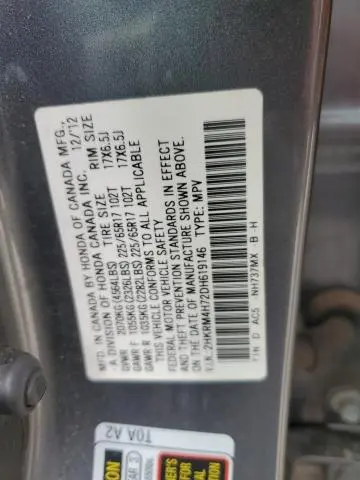 MFD. IN CANADA BY HONDA OF CANADA MFG.,
A DIVISION OF HONDA CANADA INC. 12/12
TIRE SIZE RIM SIZE
GVWR 2070KG(4564LBS) 225/65R17 102T 17X6.5J
GAWR F 1055KG(2326LBS) 225/65R17 102T 17X6.5J
GAWR R 1035KG(2282LBS)
THIS VEHICLE CONFORMS TO ALL APPLICABLE
FEDERAL MOTOR VEHICLE SAFETY STANDARDS IN EFFECT
AND THEFT PREVENTION STANDARDS IN EFFECT
ON THE DATE OF MANUFACTURE SHOWN ABOVE.
V.I.N. 2HKRM4H72DH619146 TYPE: MPV
AC5 NH737MX B - H
T0A A2